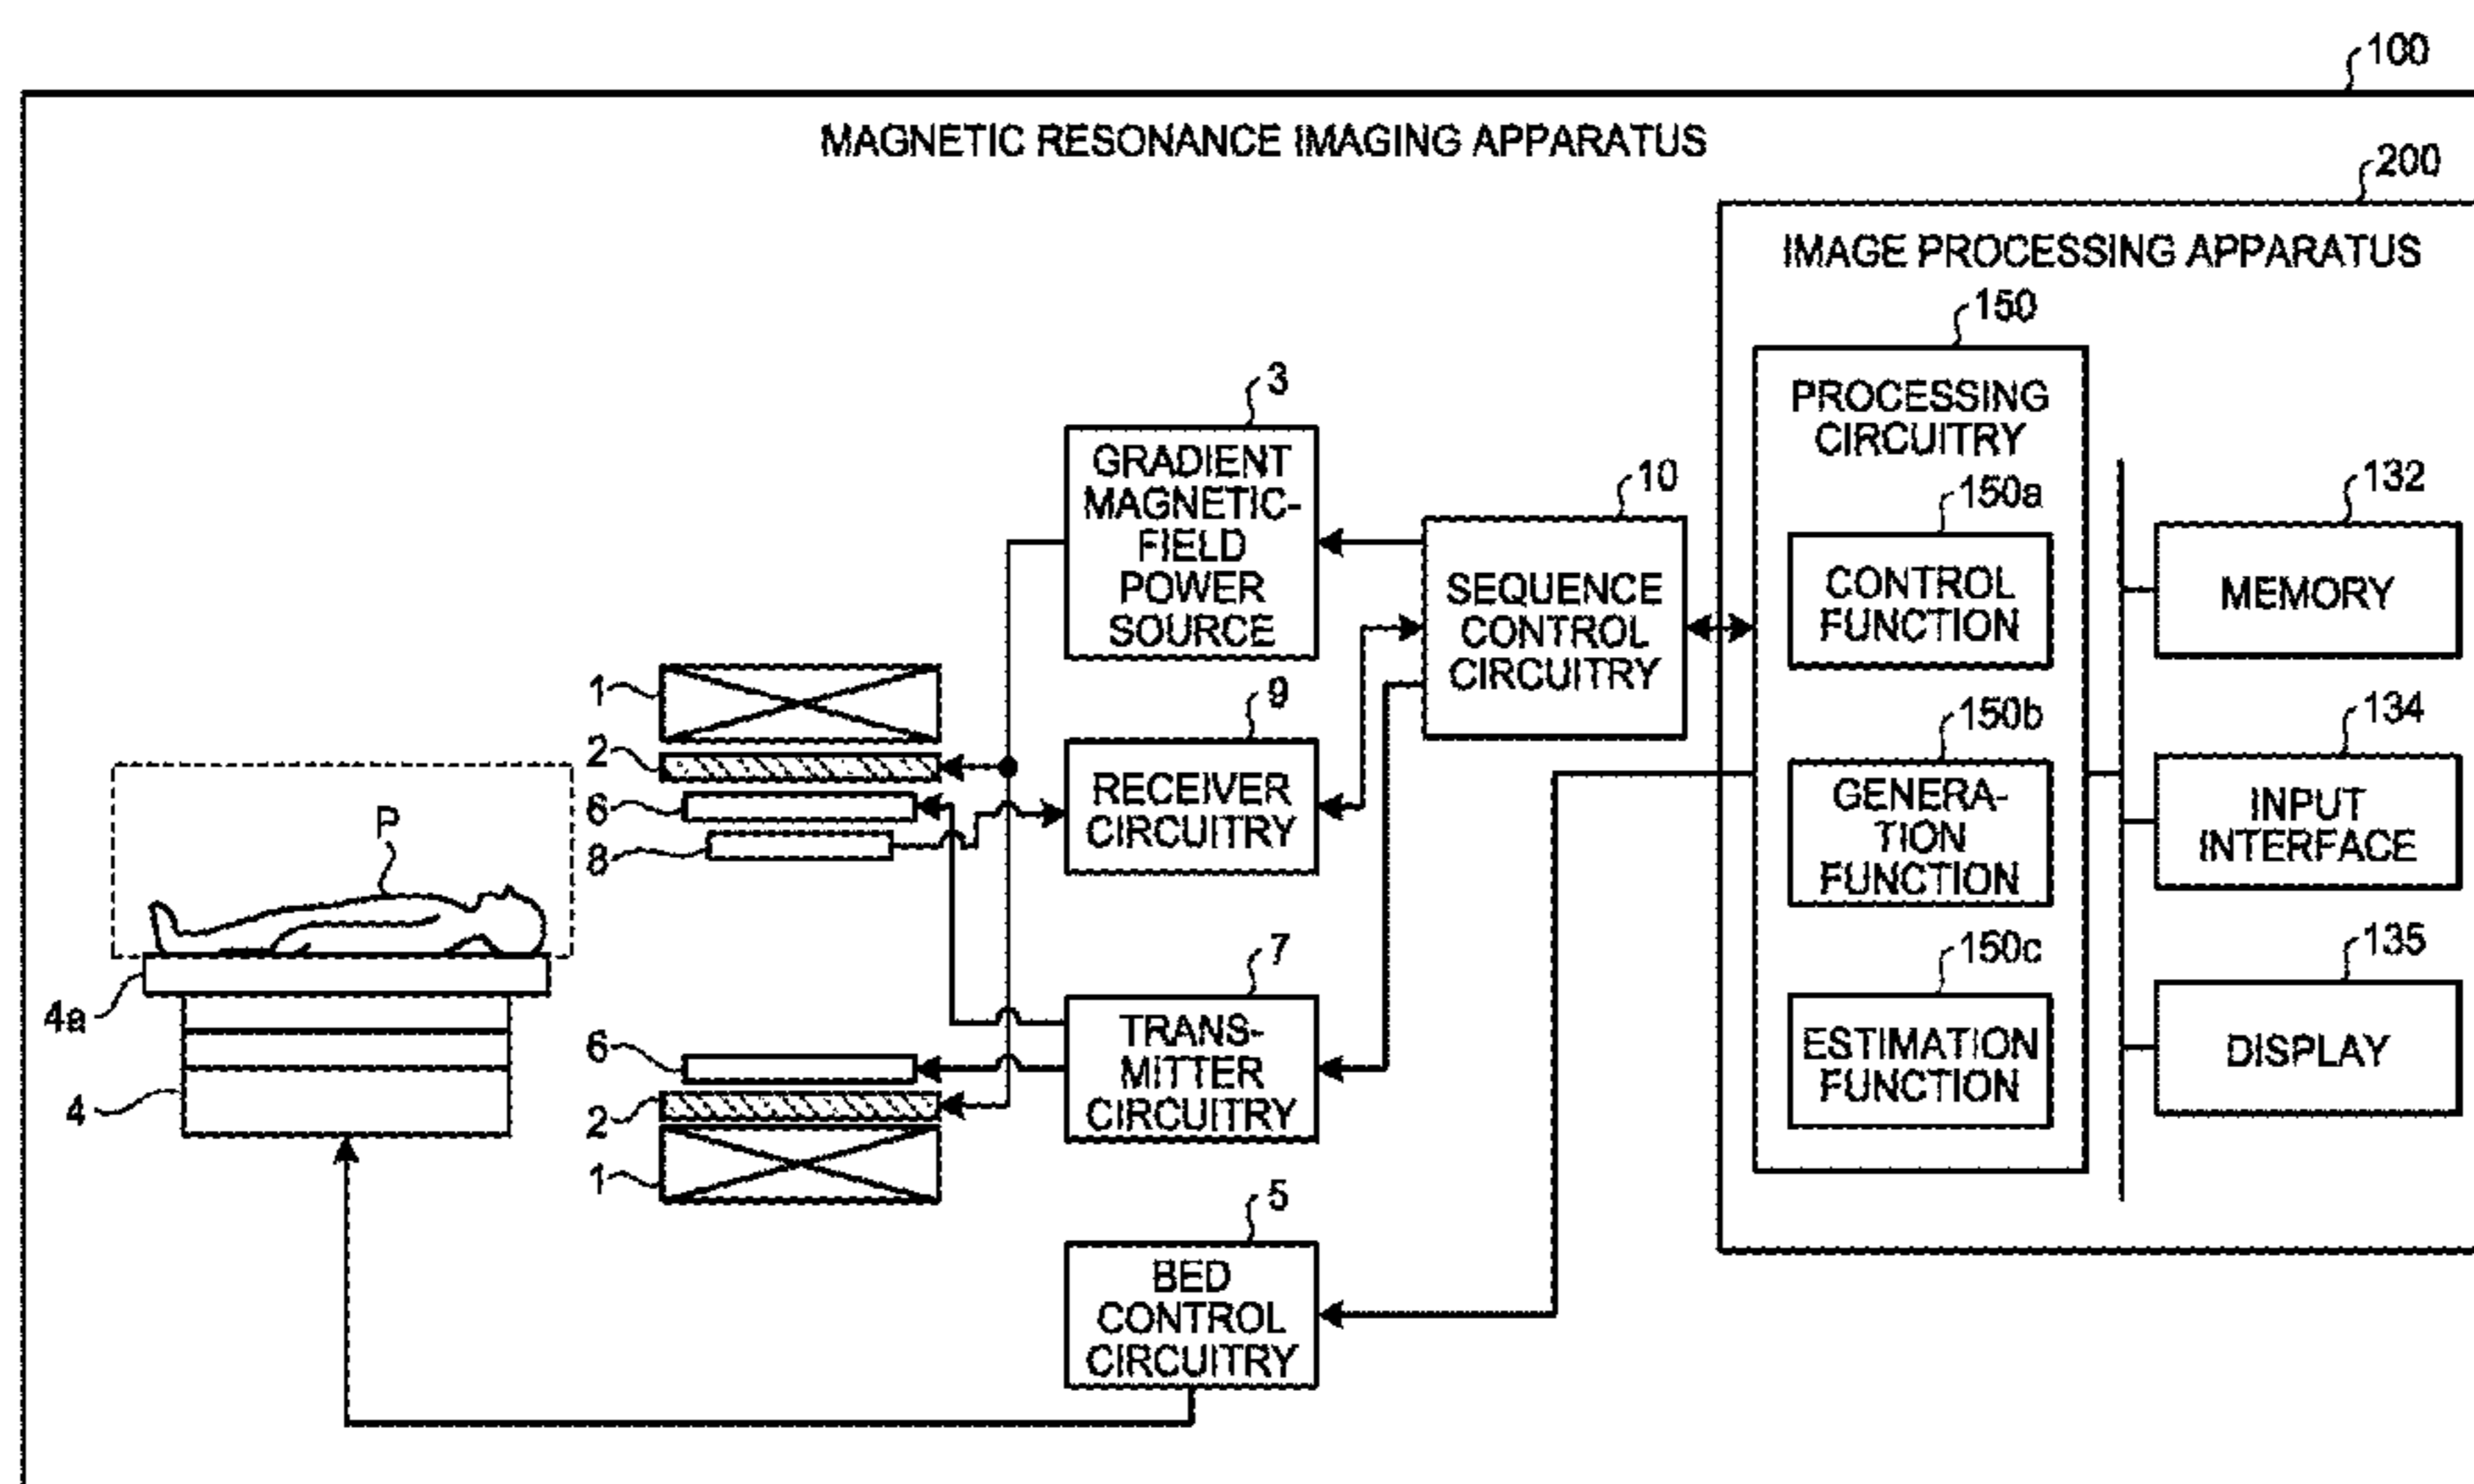 100
MAGNETIC RESONANCE IMAGING APPARATUS
200
IMAGE PROCESSING APPARATUS
150
PROCESSING
CIRCUITRY
150a
CONTROL
FUNCTION
150b
GENERA-
TION
FUNCTION
150c
ESTIMATION
FUNCTION
132
MEMORY
134
INPUT
INTERFACE
135
DISPLAY
3
GRADIENT
MAGNETIC-
FIELD
POWER
SOURCE
10
SEQUENCE
CONTROL
CIRCUITRY
9
RECEIVER
CIRCUITRY
7
TRANS-
MITTER
CIRCUITRY
5
BED
CONTROL
CIRCUITRY
1
2
6
8
6
2
1
P
4a
4